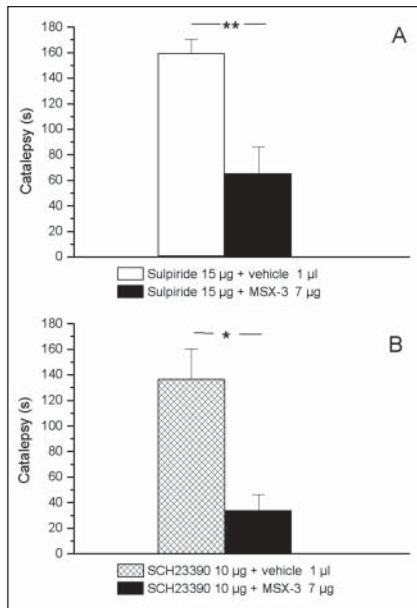 A
**
Catalepsy (s)
180
160
140
120
100
80
60
40
20
0
Sulpiride 15 µg + vehicle 1 µl
Sulpiride 15 µg + MSX-3 7 µg
B
*
Catalepsy (s)
180
160
140
120
100
80
60
40
20
0
SCH23390 10 µg + vehicle 1 µl
SCH23390 10 µg + MSX-3 7 µg